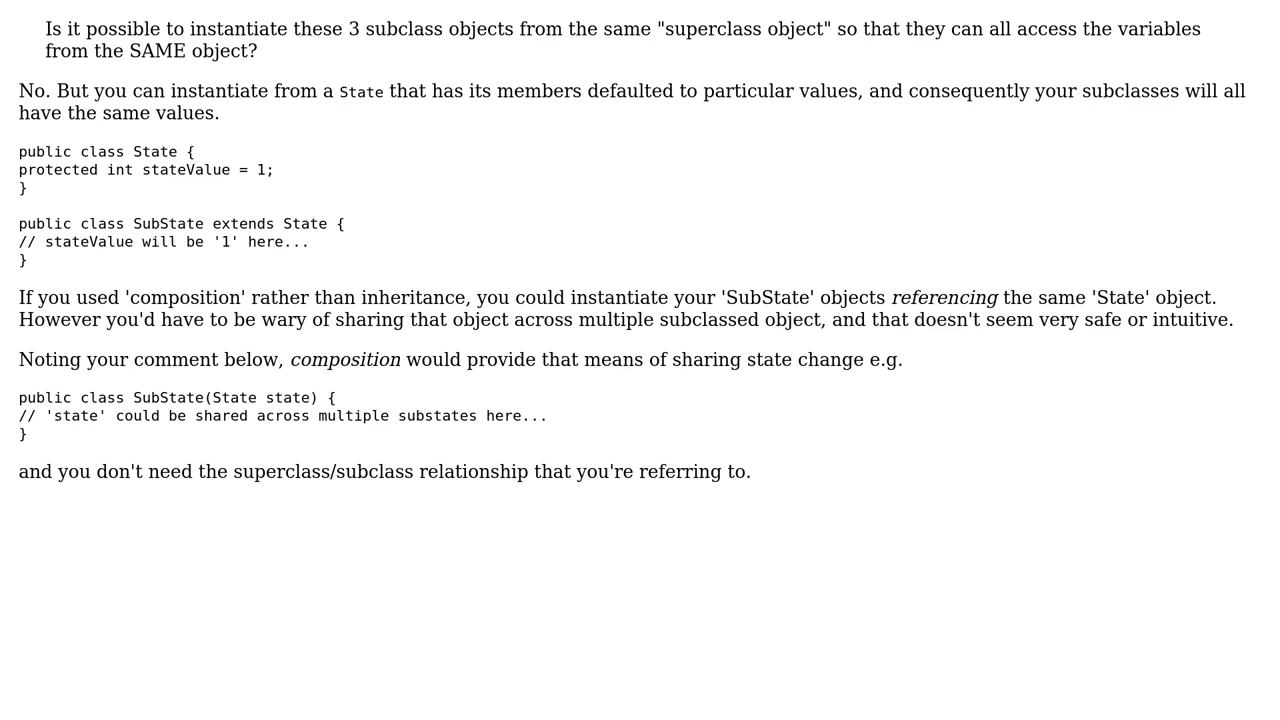 Is it possible to instantiate these 3 subclass objects from the same "superclass object" so that they can all access the variables
from the SAME object?
No. But you can instantiate from a State that has its members defaulted to particular values, and consequently your subclasses will all
have the same values.
public class State {
protected int stateValue = 1;
}
public class SubState extends State {
// stateValue will be '1' here...
}
If you used 'composition' rather than inheritance, you could instantiate your 'SubState' objects referencing the same 'State' object.
However you'd have to be wary of sharing that object across multiple subclassed object, and that doesn't seem very safe or intuitive.
Noting your comment below, composition would provide that means of sharing state change e.g.
public class SubState(State state) {
// 'state' could be shared across multiple substates here...
}
and you don't need the superclass/subclass relationship that you're referring to.